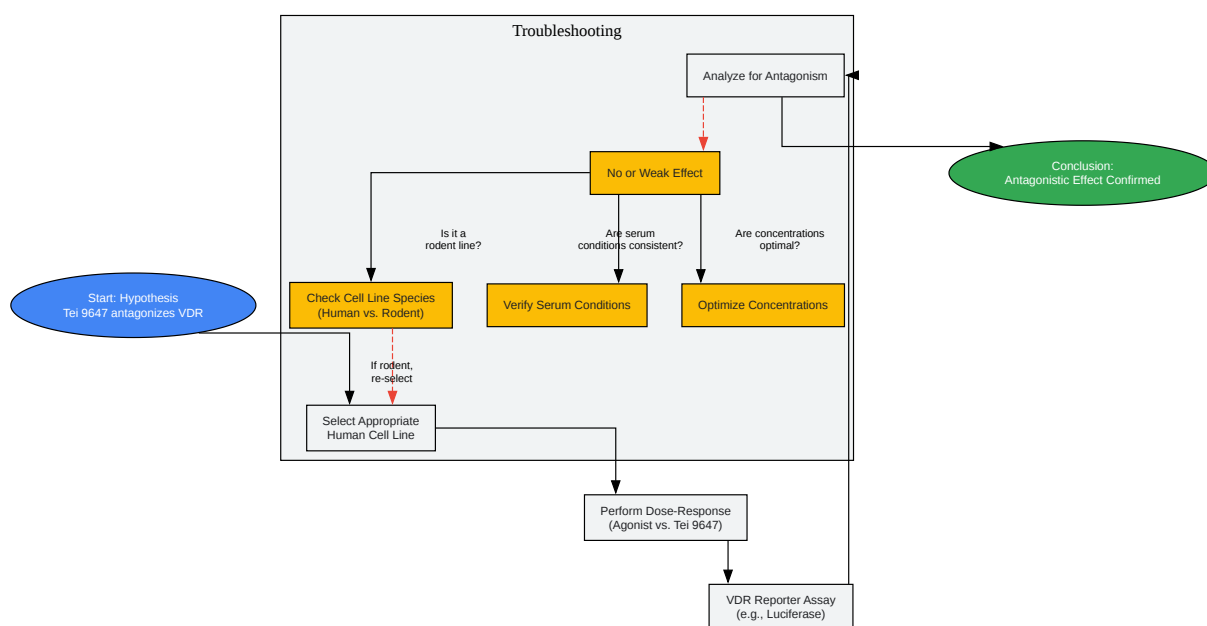 Troubleshooting
Analyze for Antagonism
Conclusion:
Antagonistic Effect Confirmed
No or Weak Effect
Is it a
rodent line?
Are serum
conditions consistent?
Are concentrations
optimal?
Start: Hypothesis
Tei 9647 antagonizes VDR
Check Cell Line Species
(Human vs. Rodent)
Verify Serum Conditions
Optimize Concentrations
If rodent,
re-select
Select Appropriate
Human Cell Line
Perform Dose-Response
(Agonist vs. Tei 9647)
VDR Reporter Assay
(e.g., Luciferase)